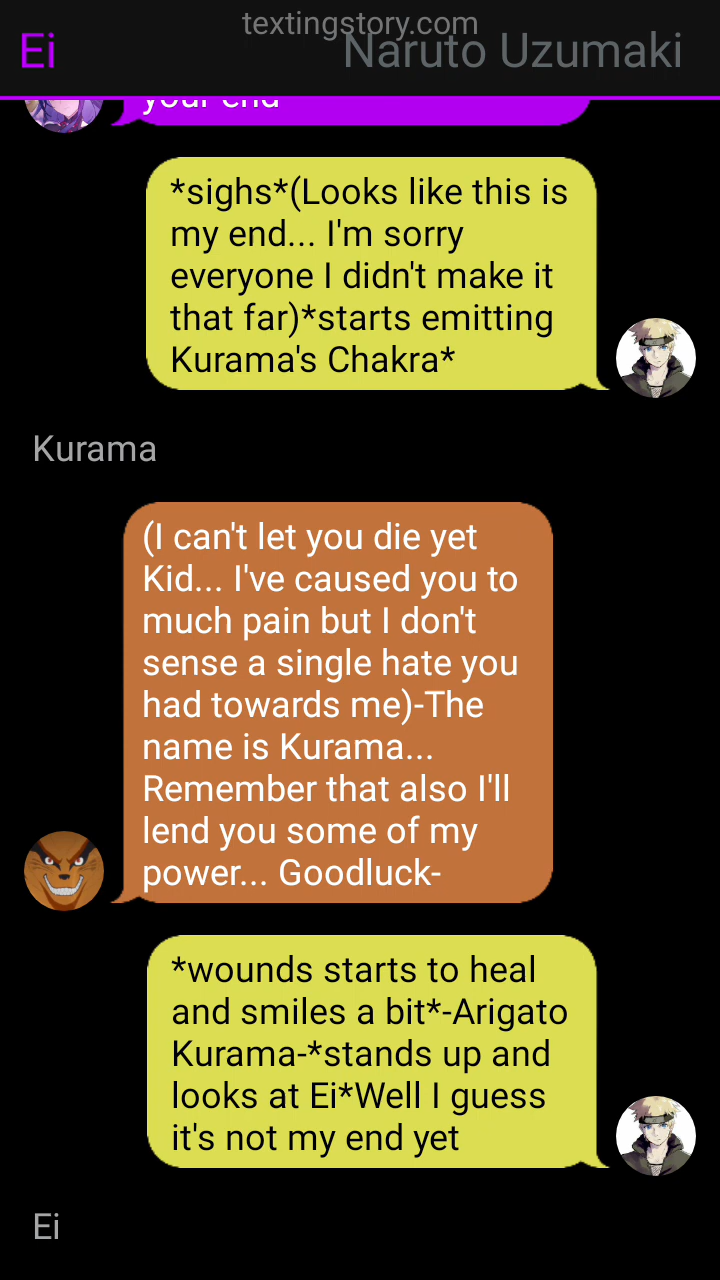 textingstory.com
Ei
Naruto Uzumaki
your end
*sighs*(Looks like this is
my end... I'm sorry
everyone I didn't make it
that far)*starts emitting
Kurama's Chakra*
Kurama
(I can't let you die yet
Kid... I've caused you to
much pain but I don't
sense a single hate you
had towards me)-The
name is Kurama...
Remember that also I'll
lend you some of my
power... Goodluck-
*wounds starts to heal
and smiles a bit*-Arigato
Kurama-*stands up and
looks at Ei*Well I guess
it's not my end yet
Ei